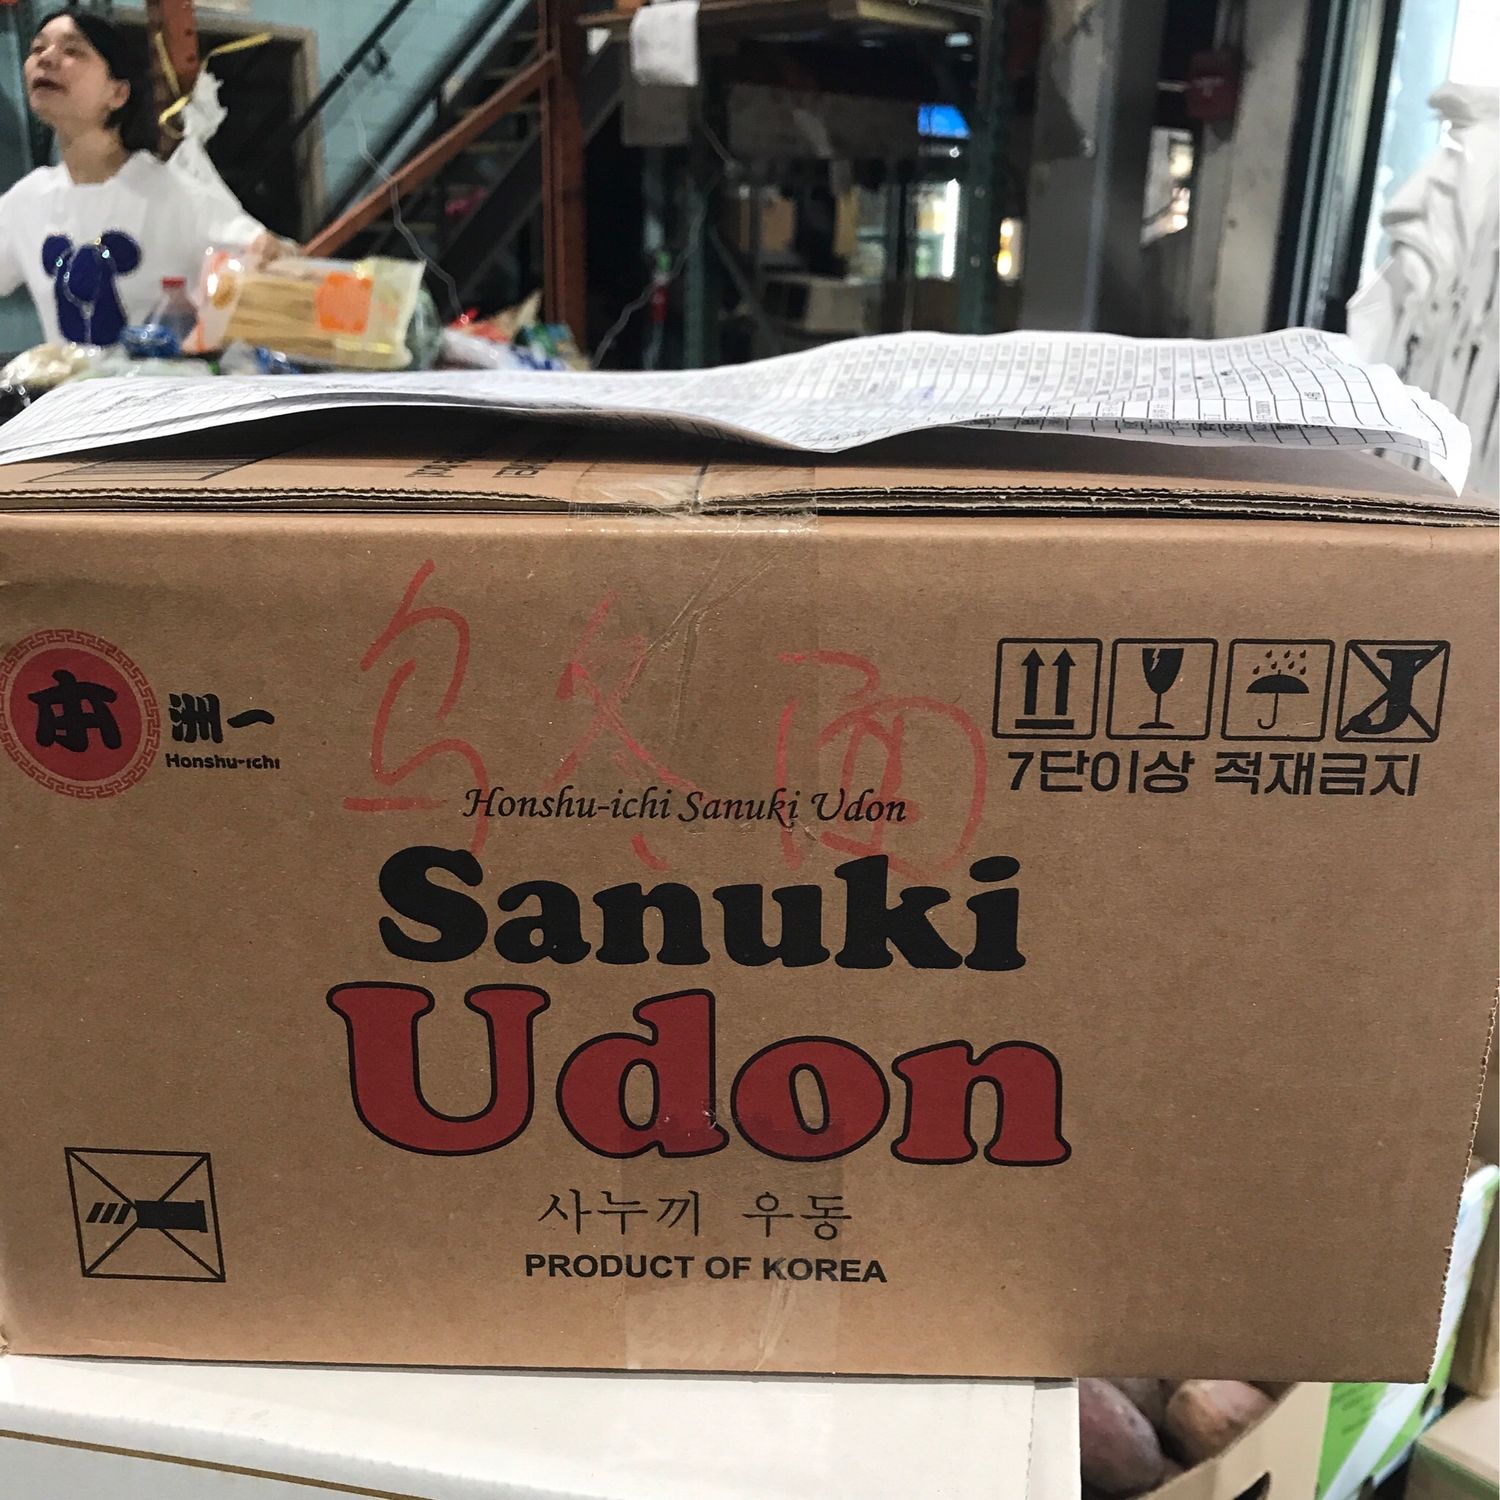 乌冬面
本
洲一
Honshu-ichi
7단이상 적재금지
Honshu-ichi Sanuki Udon
Sanuki
Udon
사누끼 우동
PRODUCT OF KOREA